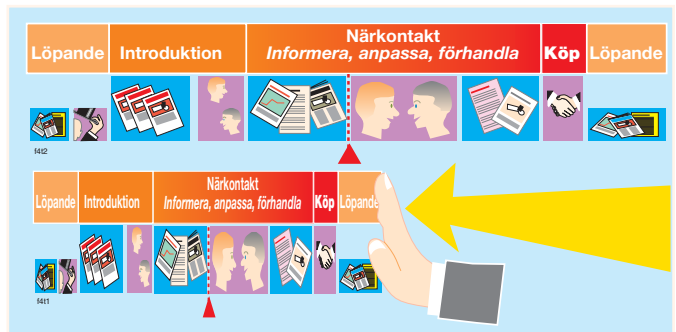 Löpande Introduktion Närkontakt Informera, anpassa, förhandla Köp Löpande
f4t2
Löpande Introduktion Närkontakt Informera, anpassa, förhandla Köp Löpande
f4t1